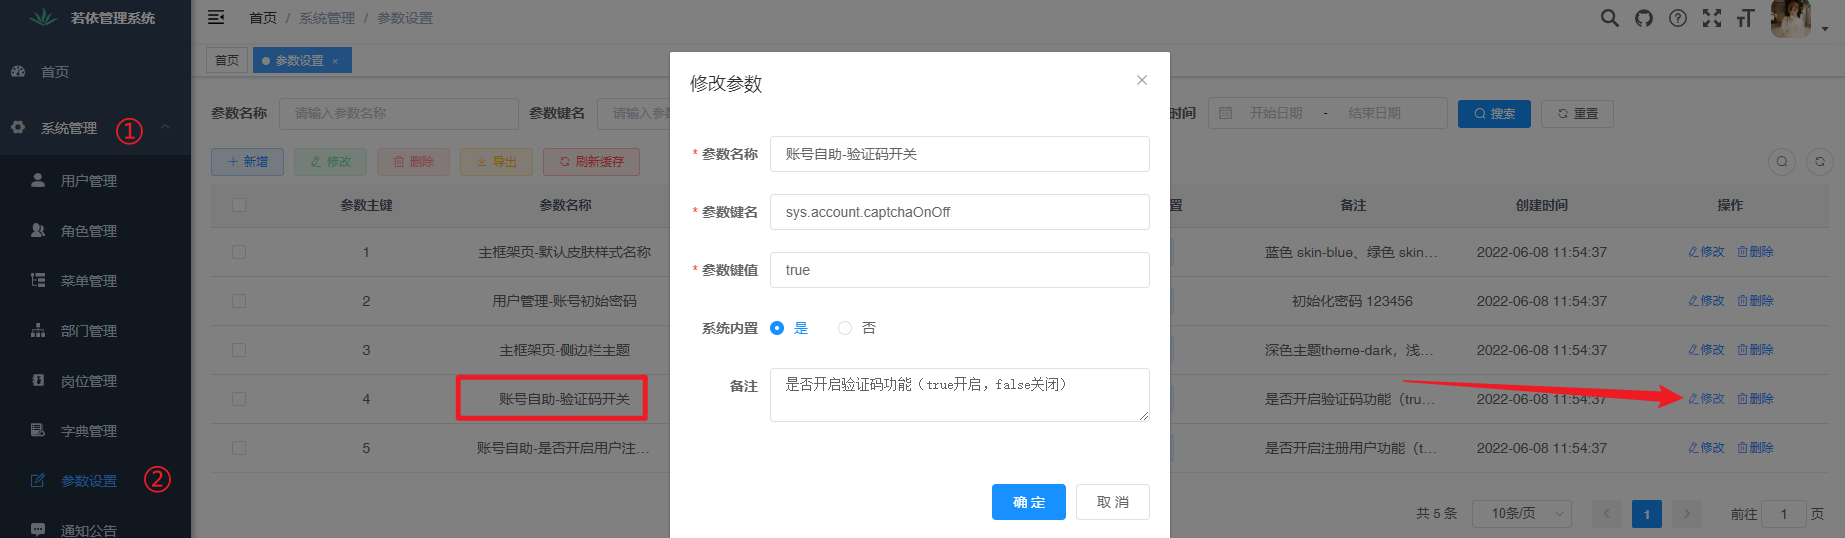 若依管理系统
首页 / 系统管理 / 参数设置
首页
参数设置 ×
首页
系统管理 ①
用户管理
角色管理
菜单管理
部门管理
岗位管理
字典管理
参数设置 ②
通知公告
参数名称 请输入参数名称 参数键名 请输入参 时间 开始日期 - 结束日期 搜索 重置
新增 修改 删除 导出 刷新缓存
参数主键 参数名称 置 备注 创建时间 操作
1 主框架页-默认皮肤样式名称 蓝色 skin-blue、绿色 skin... 2022-06-08 11:54:37 修改 删除
2 用户管理-账号初始密码 初始化密码 123456 2022-06-08 11:54:37 修改 删除
3 主框架页-侧边栏主题 深色主题theme-dark，浅... 2022-06-08 11:54:37 修改 删除
4 账号自助-验证码开关 是否开启验证码功能（tru... 2022-06-08 11:54:37 修改 删除
5 账号自助-是否开启用户注... 是否开启注册用户功能（t... 2022-06-08 11:54:37 修改 删除
共 5 条 10条/页 1 前往 1 页
修改参数
* 参数名称 账号自助-验证码开关
* 参数键名 sys.account.captchaOnOff
* 参数键值 true
系统内置 是 否
备注 是否开启验证码功能（true开启，false关闭）
确 定 取 消